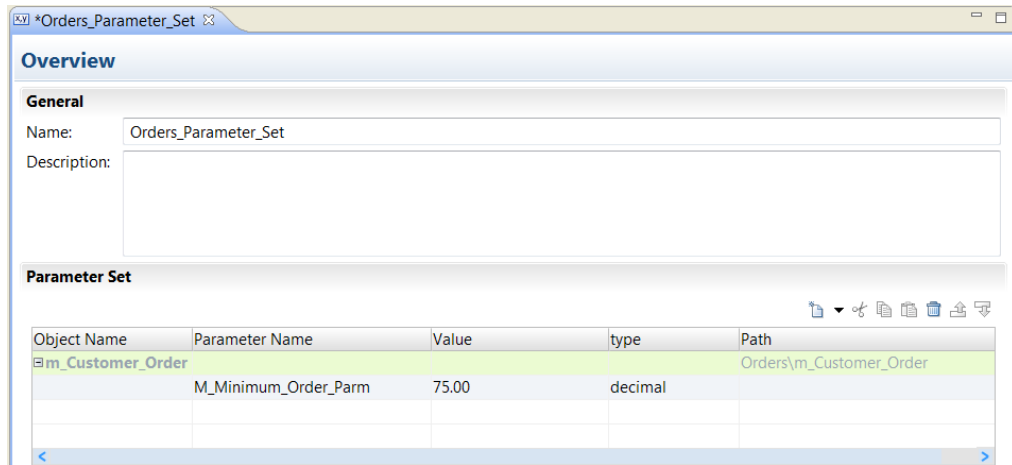 *Orders_Parameter_Set
Overview
General
Name: Orders_Parameter_Set
Description:
Parameter Set
Object Name Parameter Name Value type Path
m_Customer_Order Orders\m_Customer_Order
M_Minimum_Order_Parm 75.00 decimal